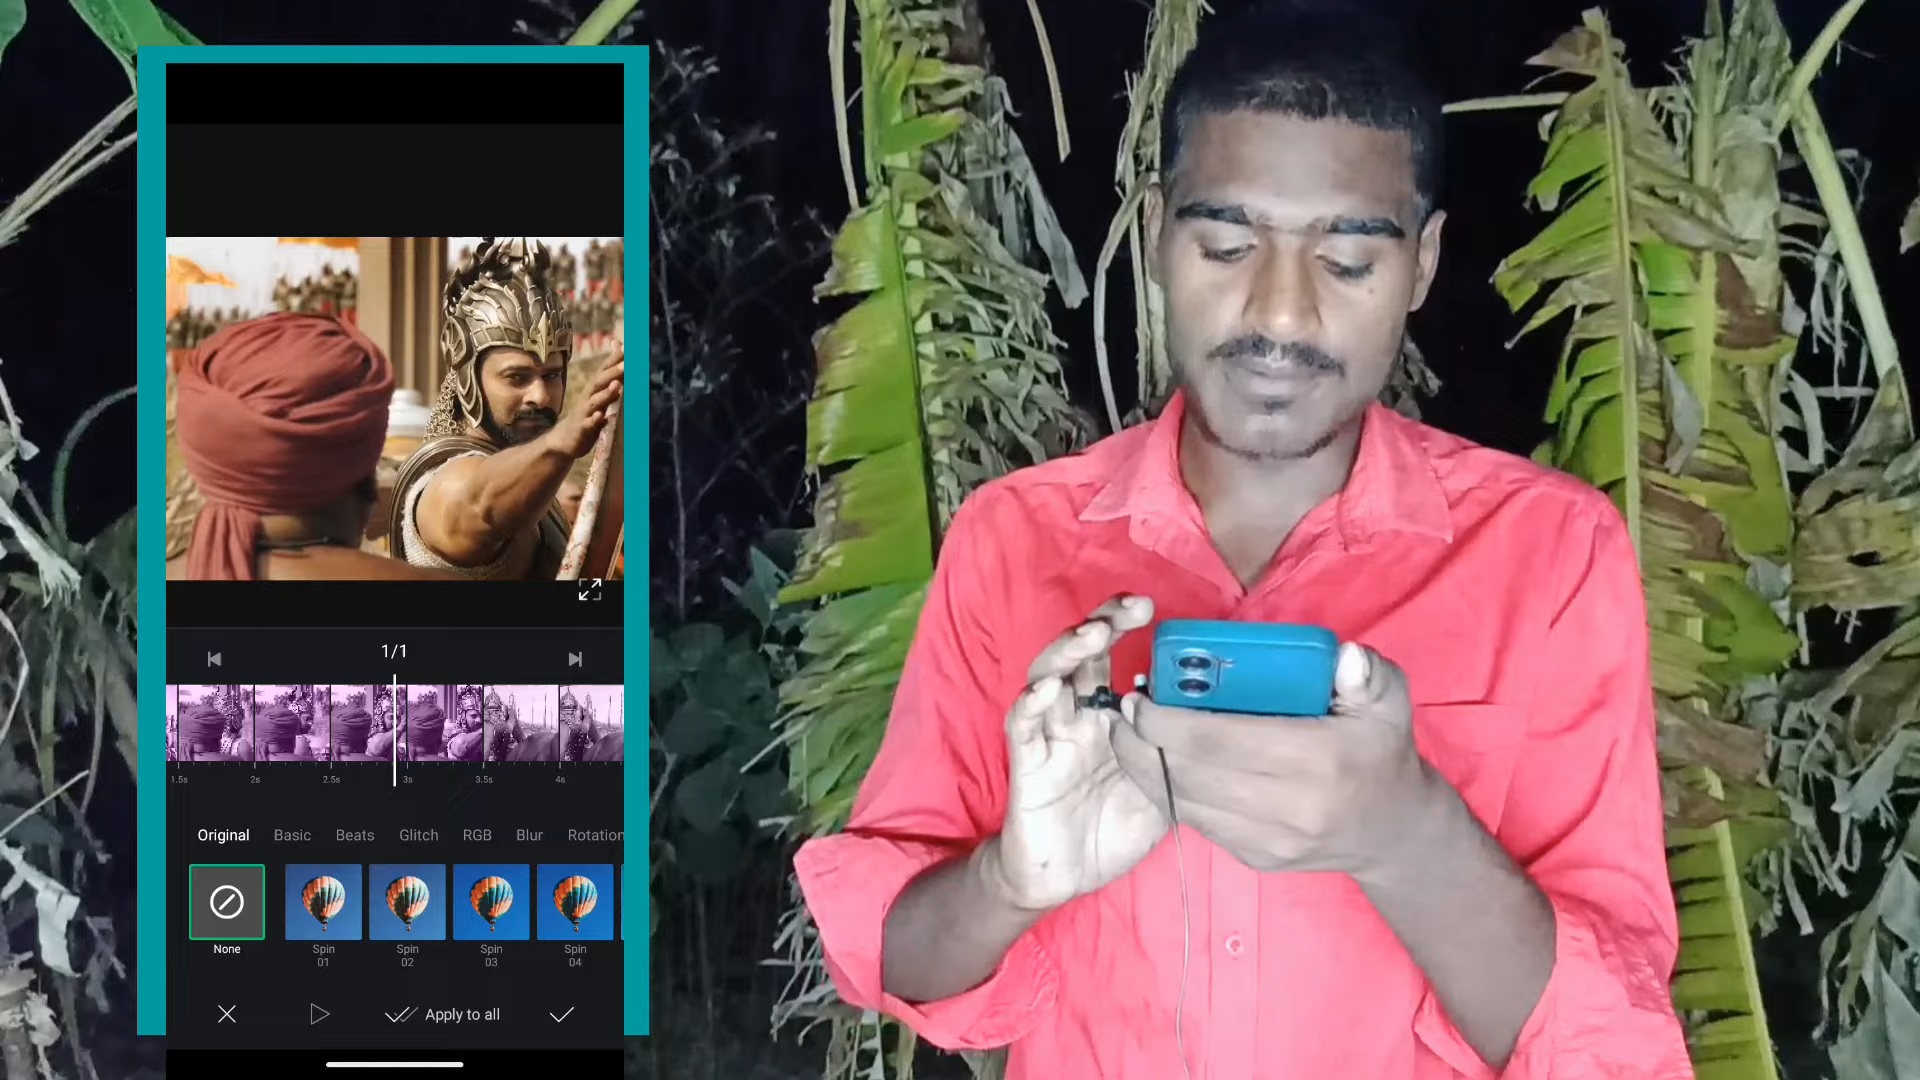 1/1
1.5s 2s 2.5s 3s 3.5s 4s
Original Basic Beats Glitch RGB Blur Rotation
None Spin 01 Spin 02 Spin 03 Spin 04
Apply to all